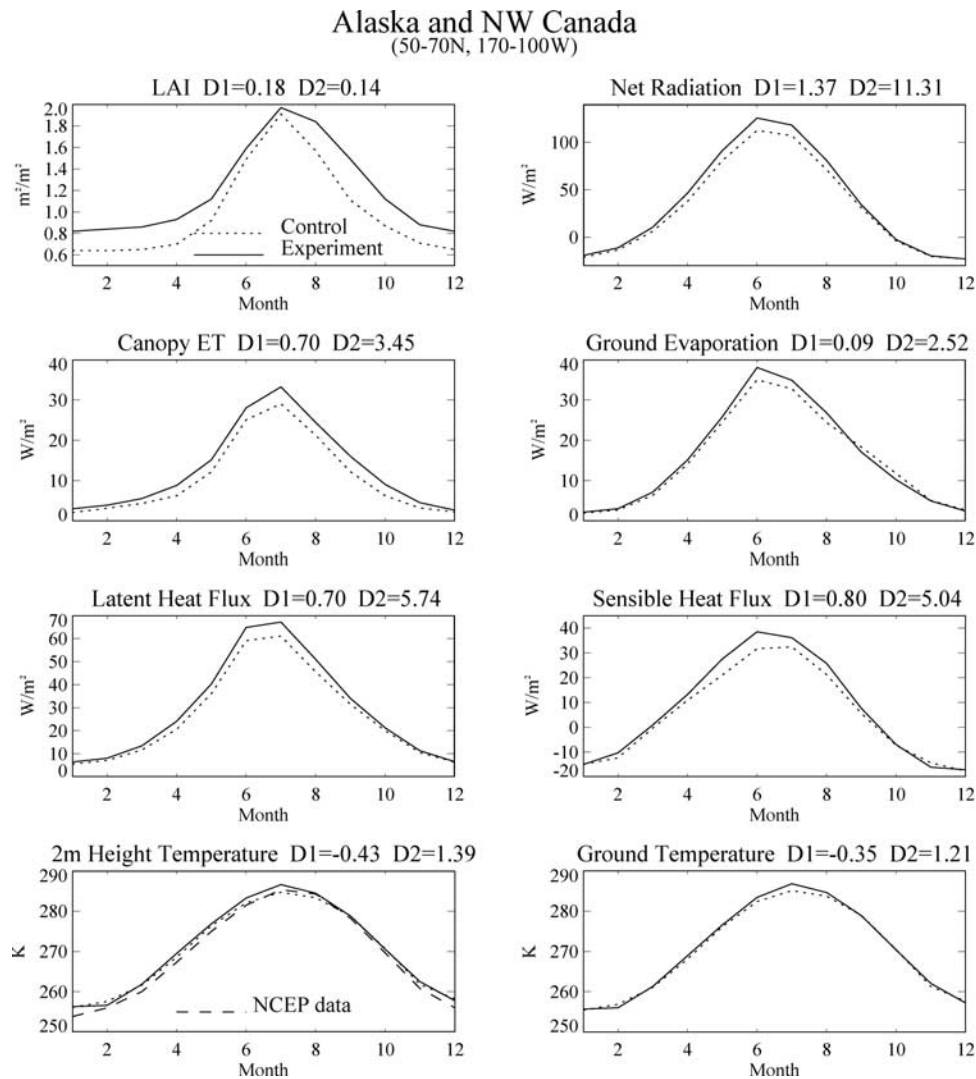 Alaska and NW Canada
(50-70N, 170-100W)
LAI D1=0.18 D2=0.14
2.0
1.8
1.6
1.4
1.2
1.0
0.8
0.6
m²/m²
Control
Experiment
2 4 6 8 10 12
Month
Net Radiation D1=1.37 D2=11.31
100
50
0
W/m²
2 4 6 8 10 12
Month
Canopy ET D1=0.70 D2=3.45
40
30
20
10
0
W/m²
2 4 6 8 10 12
Month
Ground Evaporation D1=0.09 D2=2.52
40
30
20
10
0
W/m²
2 4 6 8 10 12
Month
Latent Heat Flux D1=0.70 D2=5.74
70
60
50
40
30
20
10
0
W/m²
2 4 6 8 10 12
Month
Sensible Heat Flux D1=0.80 D2=5.04
40
30
20
10
0
-10
-20
W/m²
2 4 6 8 10 12
Month
2m Height Temperature D1=-0.43 D2=1.39
290
280
270
260
250
K
NCEP data
2 4 6 8 10 12
Month
Ground Temperature D1=-0.35 D2=1.21
290
280
270
260
250
K
2 4 6 8 10 12
Month